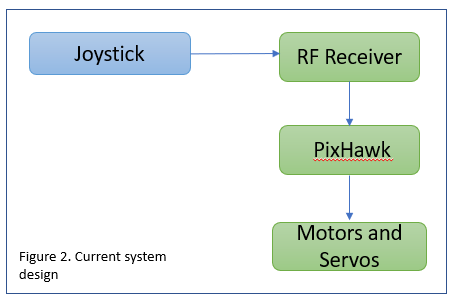 Joystick
RF Receiver
PixHawk
Motors and
Servos
Figure 2. Current system
design